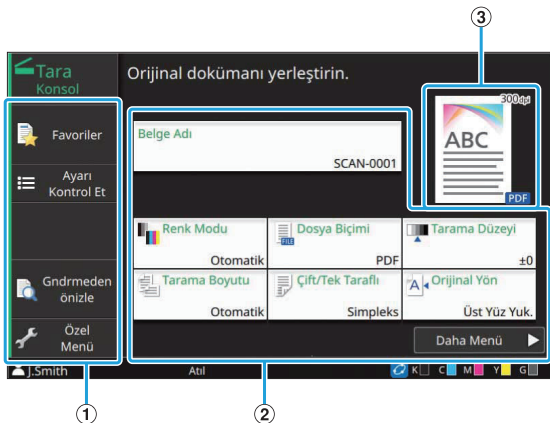 ③
Tara
Konsol
Orijinal dokümanı yerleştirin.
300dpi
ABC
PDF
Favoriler
Ayarı
Kontrol Et
Gndrmeden
önizle
Özel
Menü
Belge Adı
SCAN-0001
Renk Modu
Otomatik
Dosya Biçimi
FILE
PDF
Tarama Düzeyi
±0
Tarama Boyutu
Otomatik
Çift/Tek Taraflı
Simpleks
A
Orijinal Yön
Üst Yüz Yuk.
Daha Menü
J.Smith
Atıl
K C M Y G
① ②